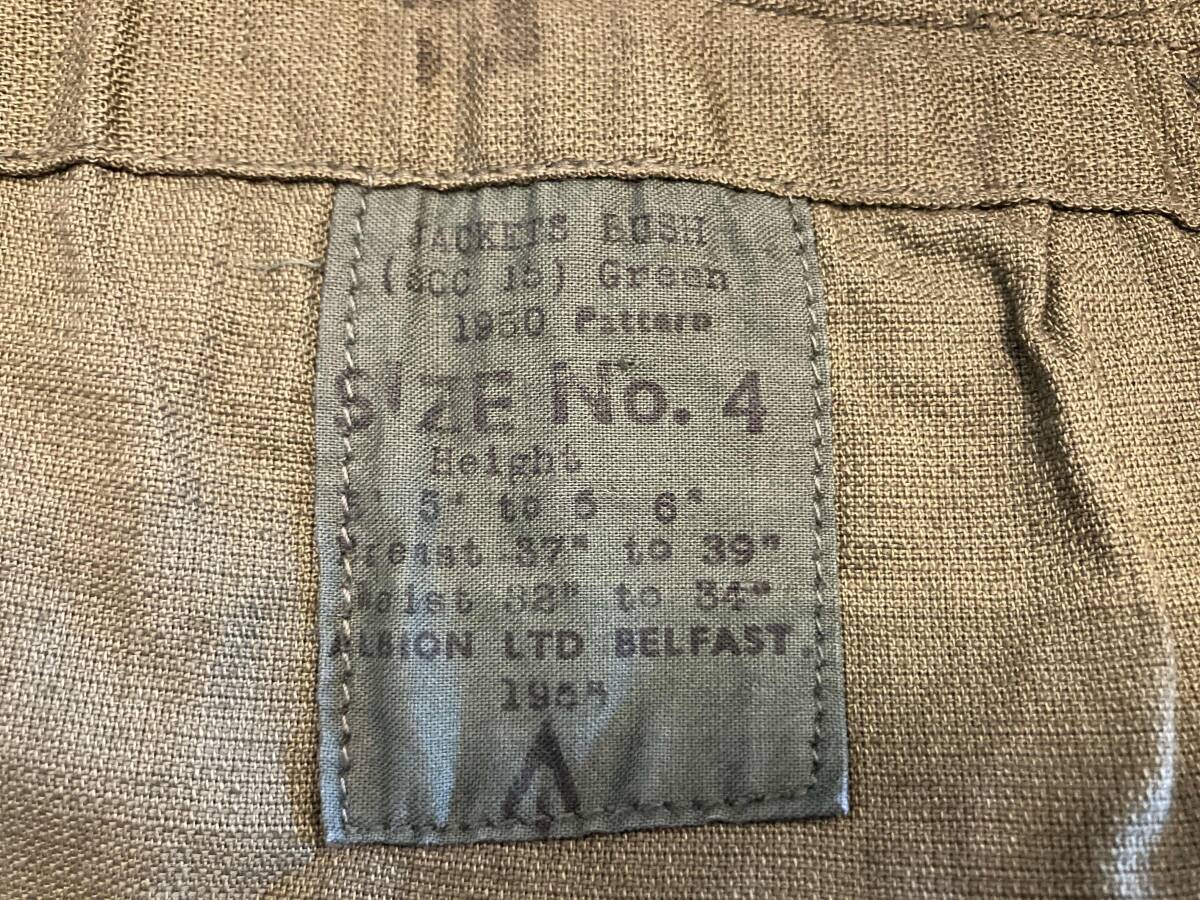 JACKETS BUSH
(SCC 15) Green
1950 Pattern
SIZE No. 4
Height
5' 5" to 5 6"
Breast 37" to 39"
Waist 32" to 34"
ALBION LTD BELFAST.